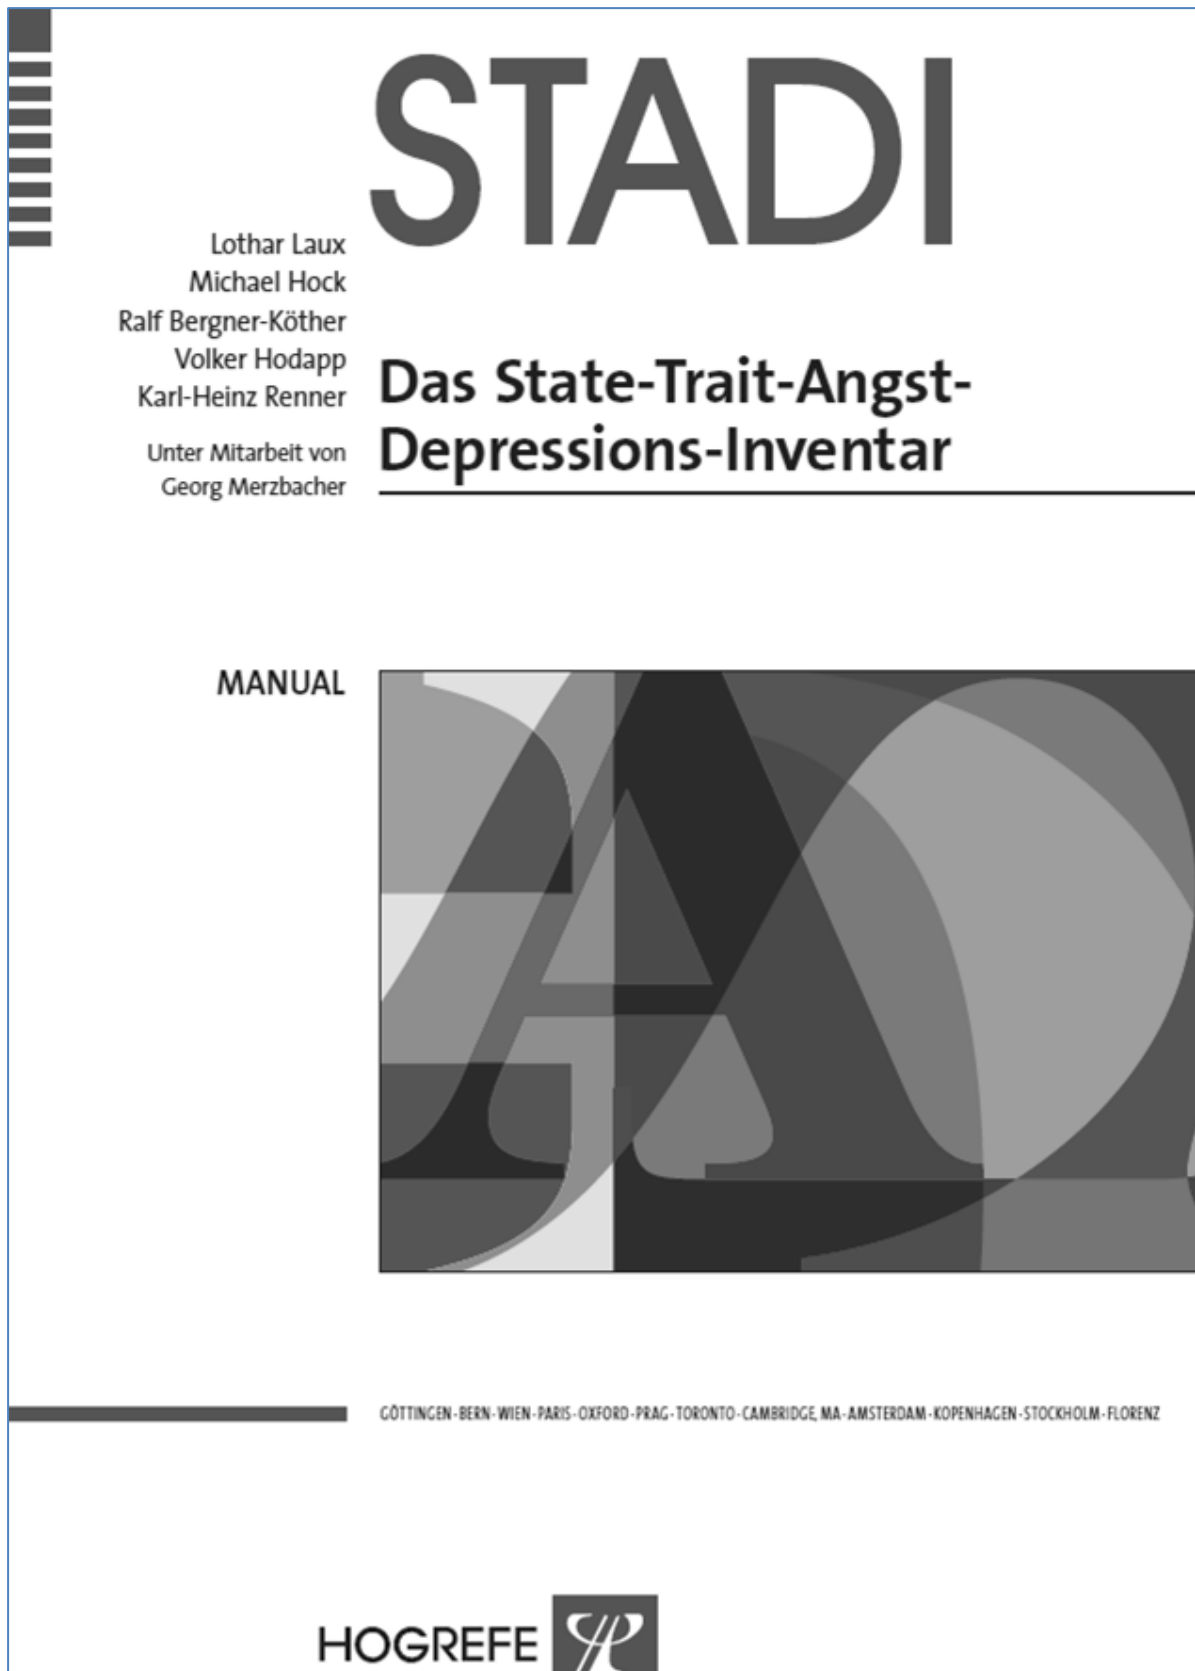 STADI
Lothar Laux
Michael Hock
Ralf Bergner-Köther
Volker Hodapp
Karl-Heinz Renner
Unter Mitarbeit von
Georg Merzbacher
Das State-Trait-Angst-
Depressions-Inventar
MANUAL
GÖTTINGEN · BERN · WIEN · PARIS · OXFORD · PRAG · TORONTO · CAMBRIDGE, MA · AMSTERDAM · KOPENHAGEN · STOCKHOLM · FLORENZ
HOGREFE